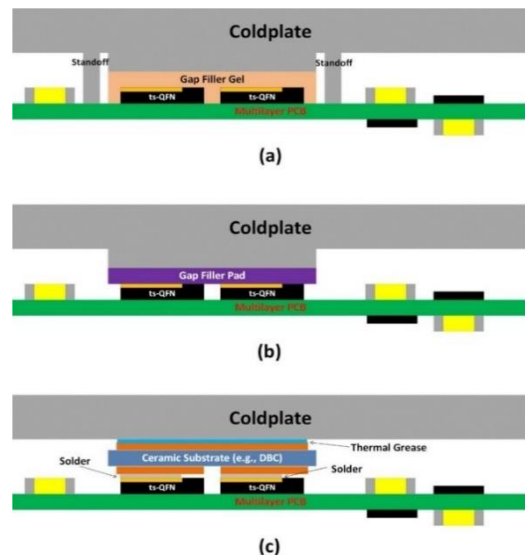 Coldplate
Standoff
Standoff
Gap Filler Gel
ts-QFN
ts-QFN
Multilayer PCB
(a)
Coldplate
Gap Filler Pad
ts-QFN
ts-QFN
Multilayer PCB
(b)
Coldplate
Thermal Grease
Ceramic Substrate (e.g., DBC)
Solder
Solder
ts-QFN
ts-QFN
Multilayer PCB
(c)